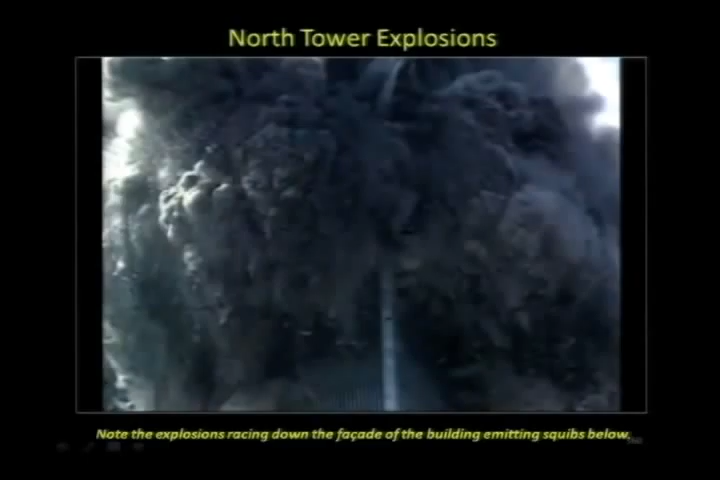 North Tower Explosions
Note the explosions racing down the façade of the building emitting squibs below.